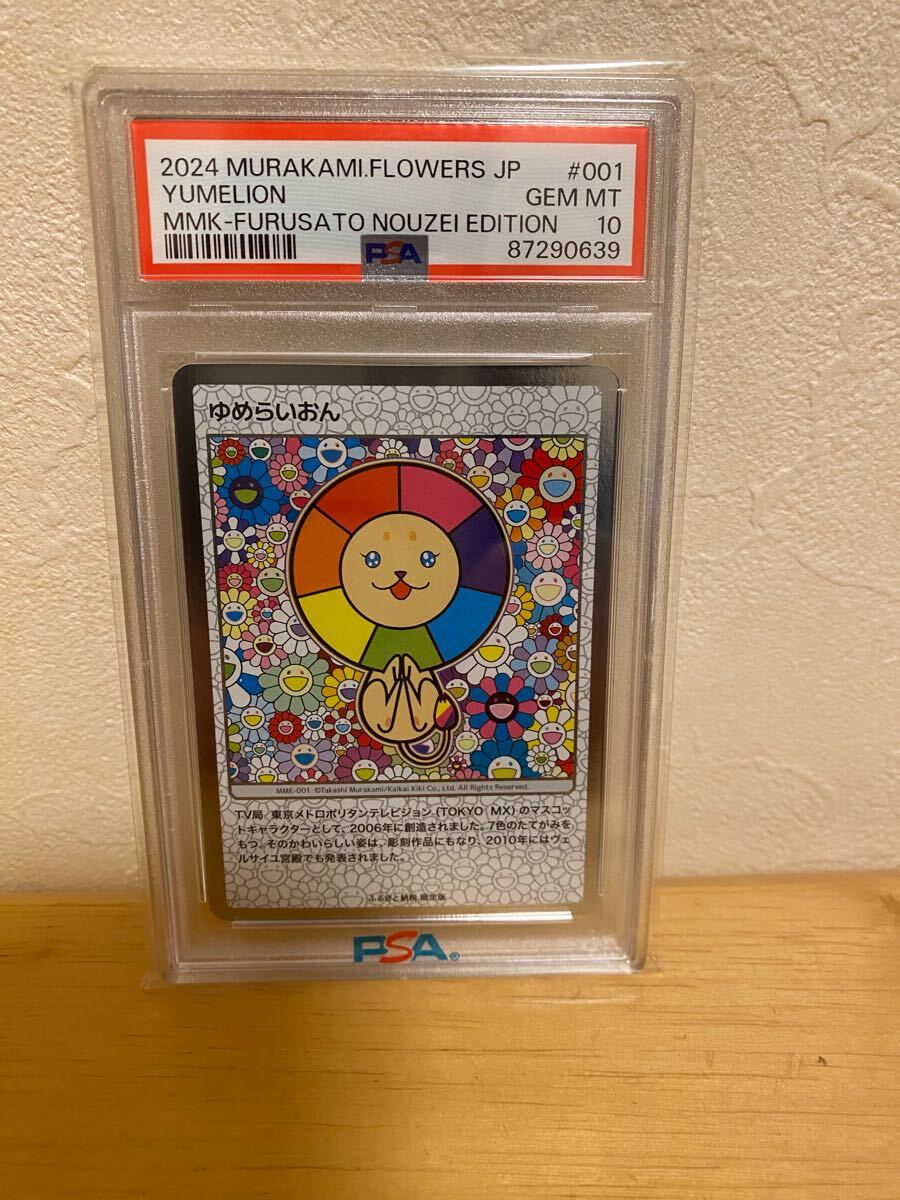 2024 MURAKAMI.FLOWERS JP #001
YUMELION GEM MT
MMK-FURUSATO NOUZEI EDITION 10
PSA 87290639
ゆめらいおん
MMK-001 ©Takashi Murakami/Kaikai Kiki Co., Ltd. All Rights Reserved.
TV局 東京メトロポリタンテレビジョン(TOKYO MX)のマスコッ
トキャラクターとして、2006年に創造されました。7色のたてがみを
もつ、そのかわいらしい姿は、彫刻作品にもなり、2010年にはヴェ
ルサイユ宮殿でも発表されました。
ふるさと納税 限定版
PSA®